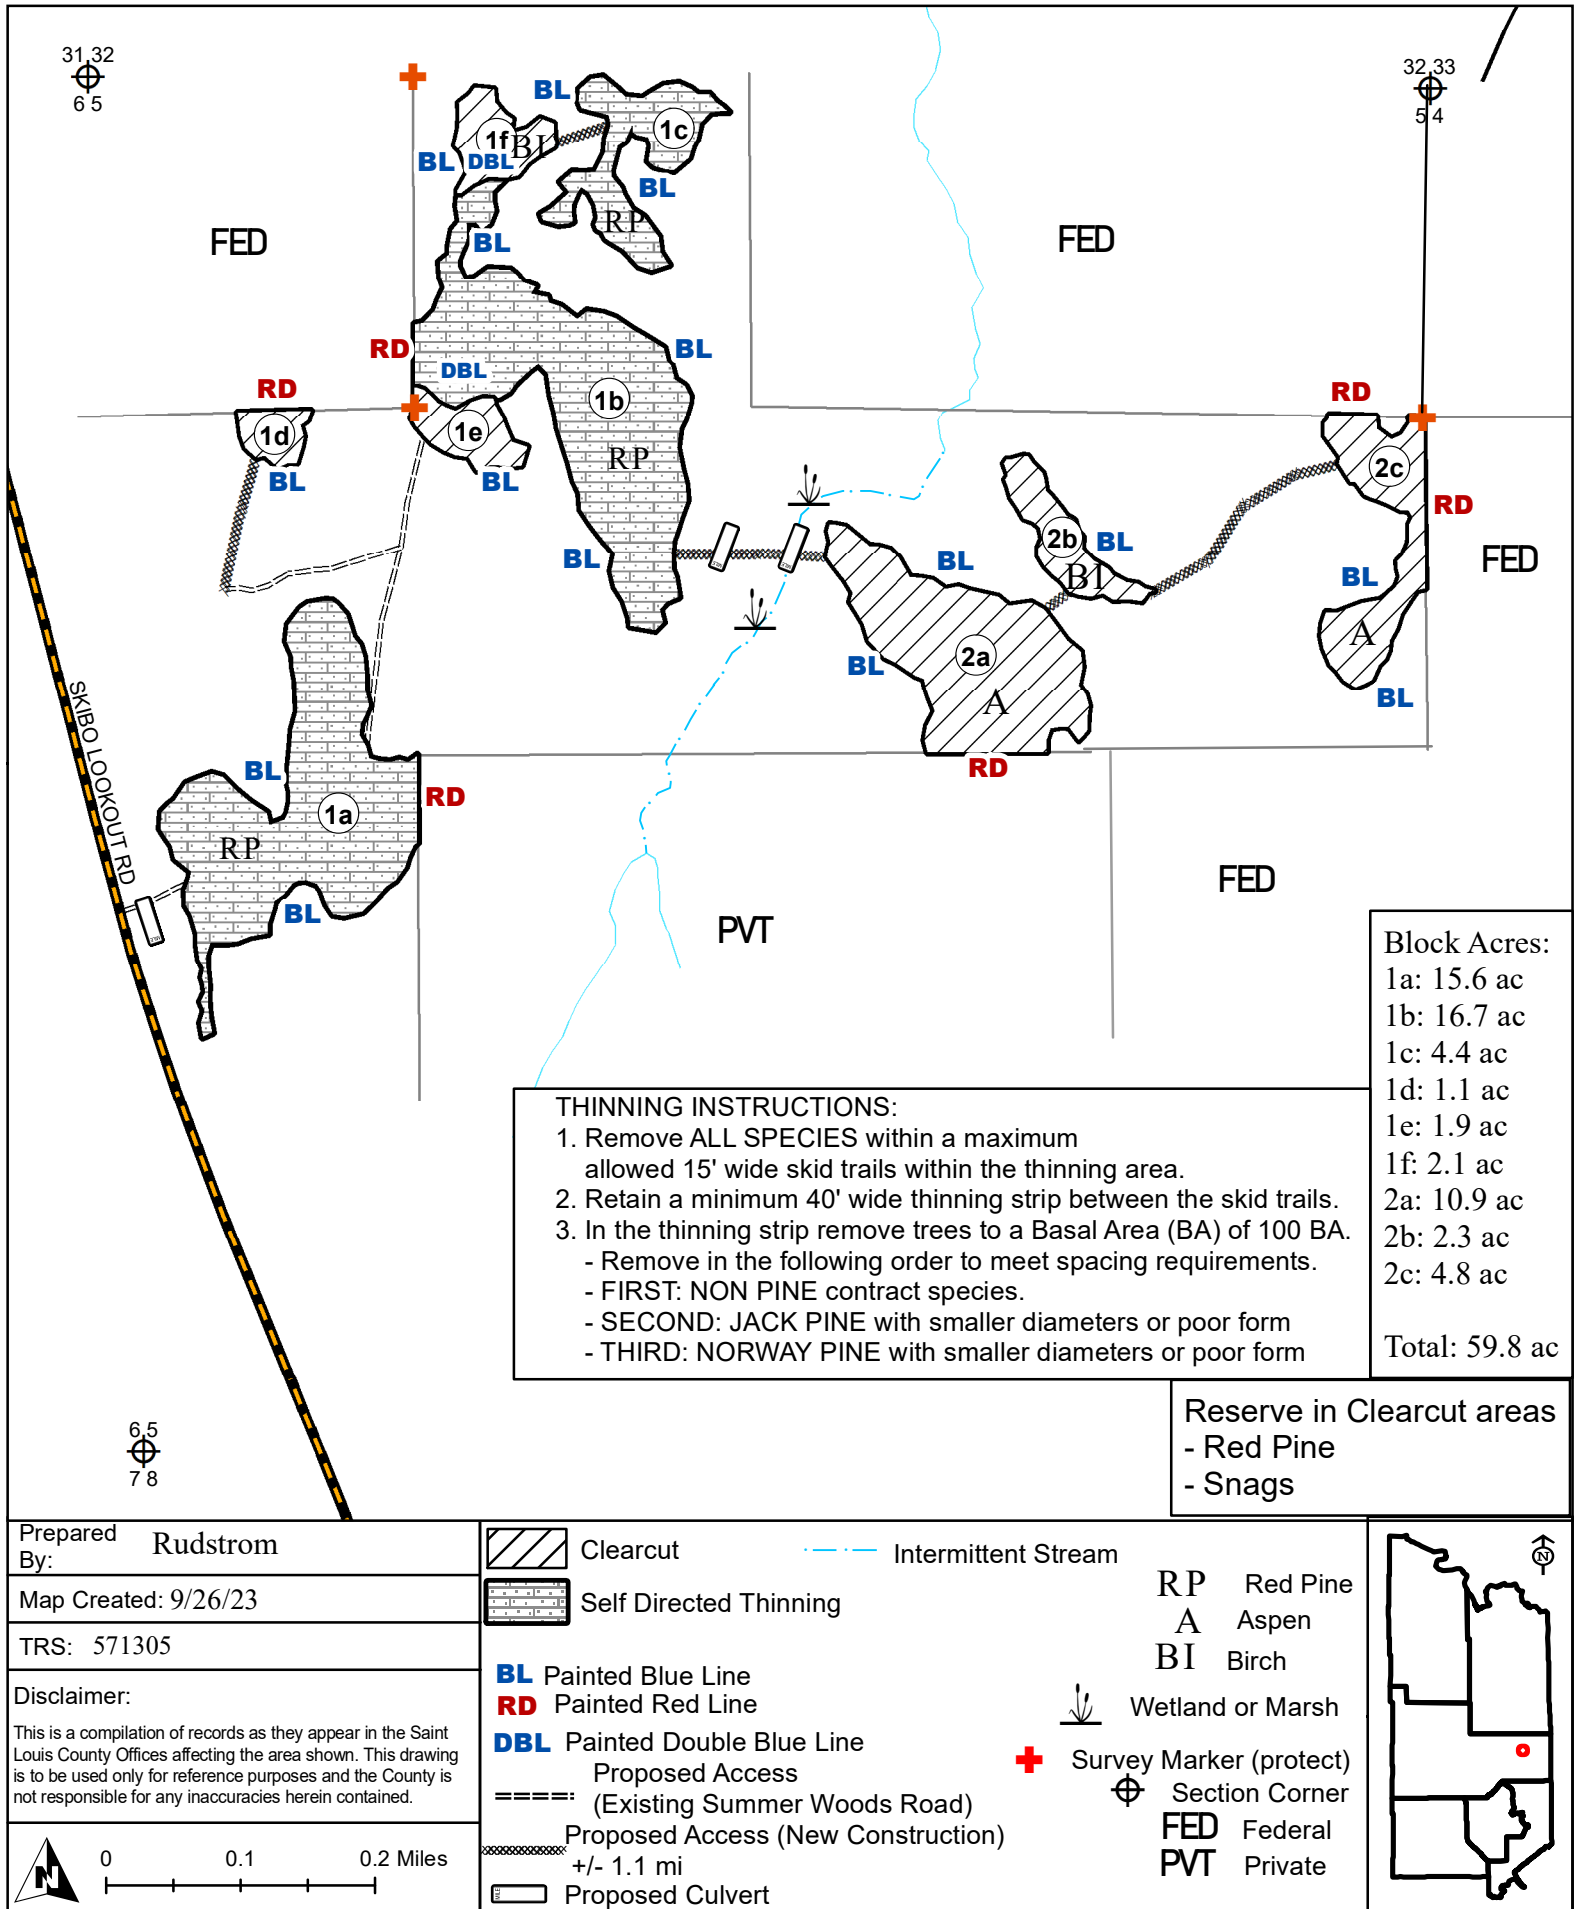 31 32
6 5
32 33
5 4
BL
1c
1f
BI
BL
DBL
BL
RP
FED
BL
FED
RD
BL
DBL
RD
1b
RD
1d
1e
RP
2c
BL
BL
RD
2b
BL
BL
BL
BI
FED
BL
A
2a
BL
A
BL
SKIBO LOOKOUT RD
BL
RD
RD
1a
RP
FED
BL
PVT
Block Acres:
1a: 15.6 ac
1b: 16.7 ac
1c: 4.4 ac
1d: 1.1 ac
1e: 1.9 ac
1f: 2.1 ac
2a: 10.9 ac
2b: 2.3 ac
2c: 4.8 ac
Total: 59.8 ac
THINNING INSTRUCTIONS:
1. Remove ALL SPECIES within a maximum
allowed 15' wide skid trails within the thinning area.
2. Retain a minimum 40' wide thinning strip between the skid trails.
3. In the thinning strip remove trees to a Basal Area (BA) of 100 BA.
- Remove in the following order to meet spacing requirements.
- FIRST: NON PINE contract species.
- SECOND: JACK PINE with smaller diameters or poor form
- THIRD: NORWAY PINE with smaller diameters or poor form
Reserve in Clearcut areas
- Red Pine
- Snags
6 5
7 8
Prepared
By: Rudstrom
Map Created: 9/26/23
TRS: 571305
Disclaimer:
This is a compilation of records as they appear in the Saint
Louis County Offices affecting the area shown. This drawing
is to be used only for reference purposes and the County is
not responsible for any inaccuracies herein contained.
N
0 0.1 0.2 Miles
Clearcut
Self Directed Thinning
BL Painted Blue Line
RD Painted Red Line
DBL Painted Double Blue Line
Proposed Access
(Existing Summer Woods Road)
Proposed Access (New Construction)
+/- 1.1 mi
Proposed Culvert
Intermittent Stream
RP Red Pine
A Aspen
BI Birch
Wetland or Marsh
Survey Marker (protect)
Section Corner
FED Federal
PVT Private
N